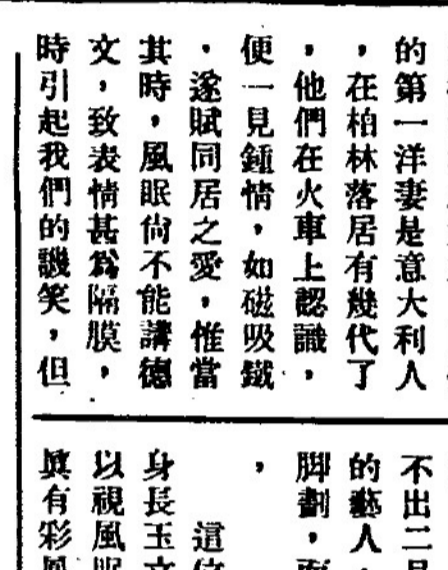 的第一洋妻是意大利人
，在柏林落居有幾代了
，他們在火車上認識，
便一見鍾情，如磁吸鐵
，遂賦同居之愛，惟當
其時，風眠尙不能講德
文，致表情甚爲隔膜，
時引起我們的譏笑，但
不出二
的藝人，
脚劃，
，
這
身長玉
以視風
眞有彩